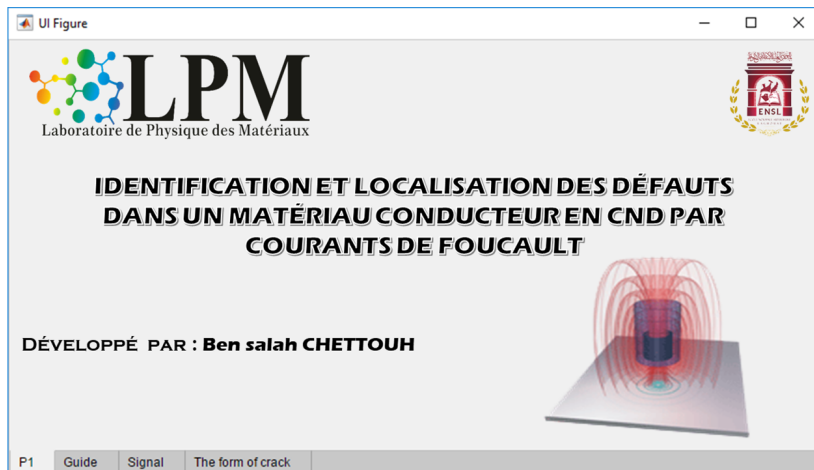 UI Figure
LPM
Laboratoire de Physique des Matériaux
ENSL
IDENTIFICATION ET LOCALISATION DES DÉFAUTS
DANS UN MATÉRIAU CONDUCTEUR EN CND PAR
COURANTS DE FOUCAULT
DÉVELOPPÉ PAR : Ben salah CHETTOUH
P1 Guide Signal The form of crack